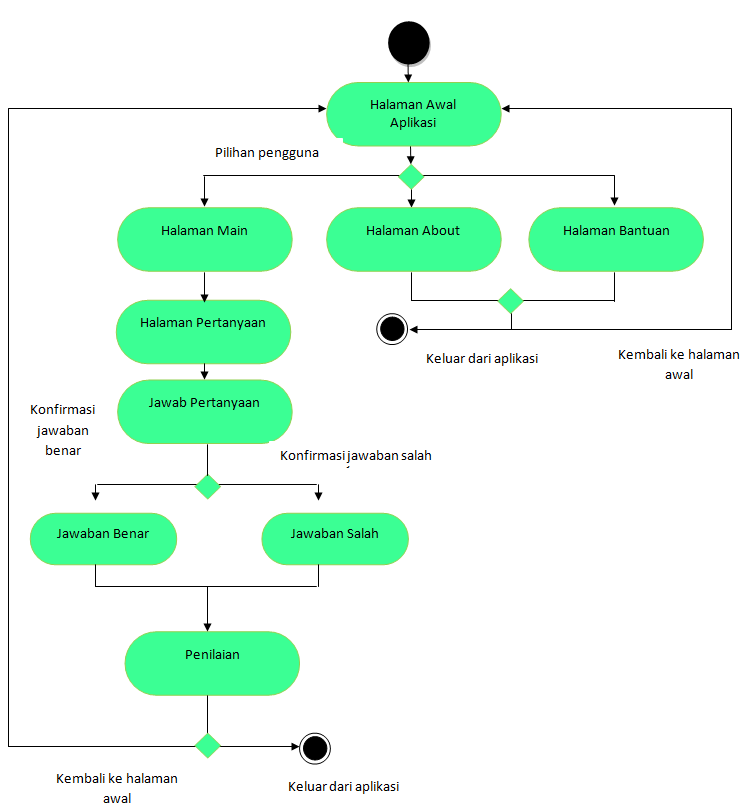 Halaman Awal
Aplikasi
Pilihan pengguna
Halaman Main
Halaman About
Halaman Bantuan
Halaman Pertanyaan
Keluar dari aplikasi
Kembali ke halaman
awal
Jawab Pertanyaan
Konfirmasi
jawaban
benar
Konfirmasi jawaban salah
Jawaban Benar
Jawaban Salah
Penilaian
Kembali ke halaman
awal
Keluar dari aplikasi